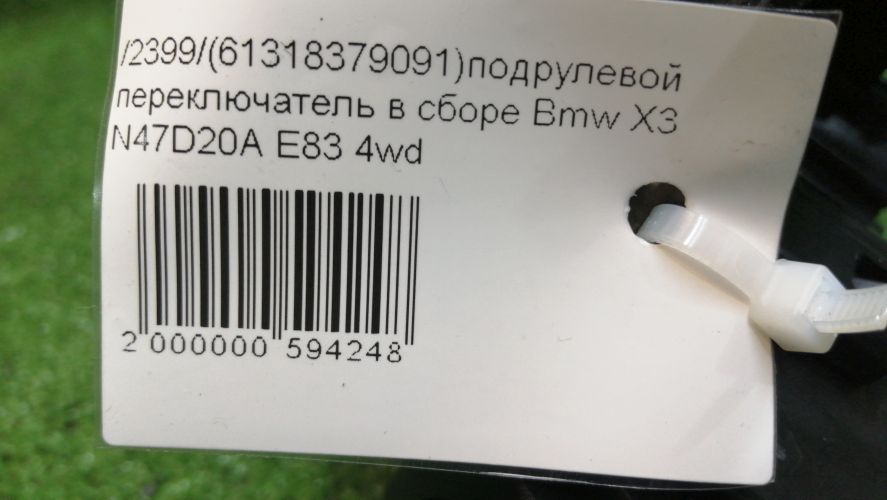 /2399/(61318379091)подрулевой
переключатель в сборе Bmw X3
N47D20A E83 4wd
2 000000 594248